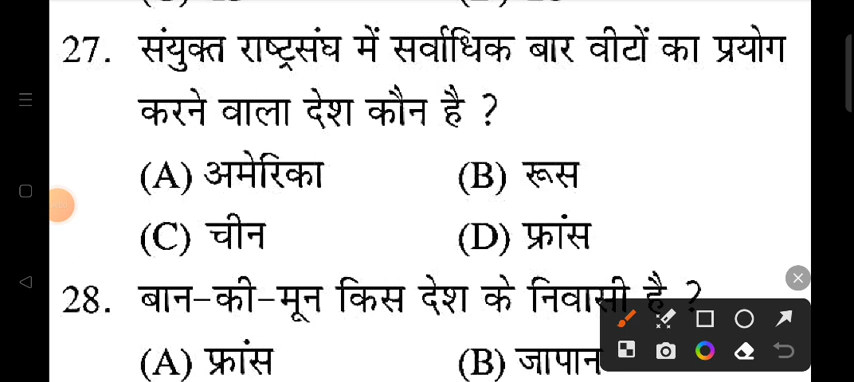 27. संयुक्त राष्ट्रसंघ में सर्वाधिक बार वीटों का प्रयोग
करने वाला देश कौन है ?
(A) अमेरिका (B) रूस
(C) चीन (D) फ्रांस
28. बान-की-मून किस देश के निवासी है ?
(A) फ्रांस (B) जापान